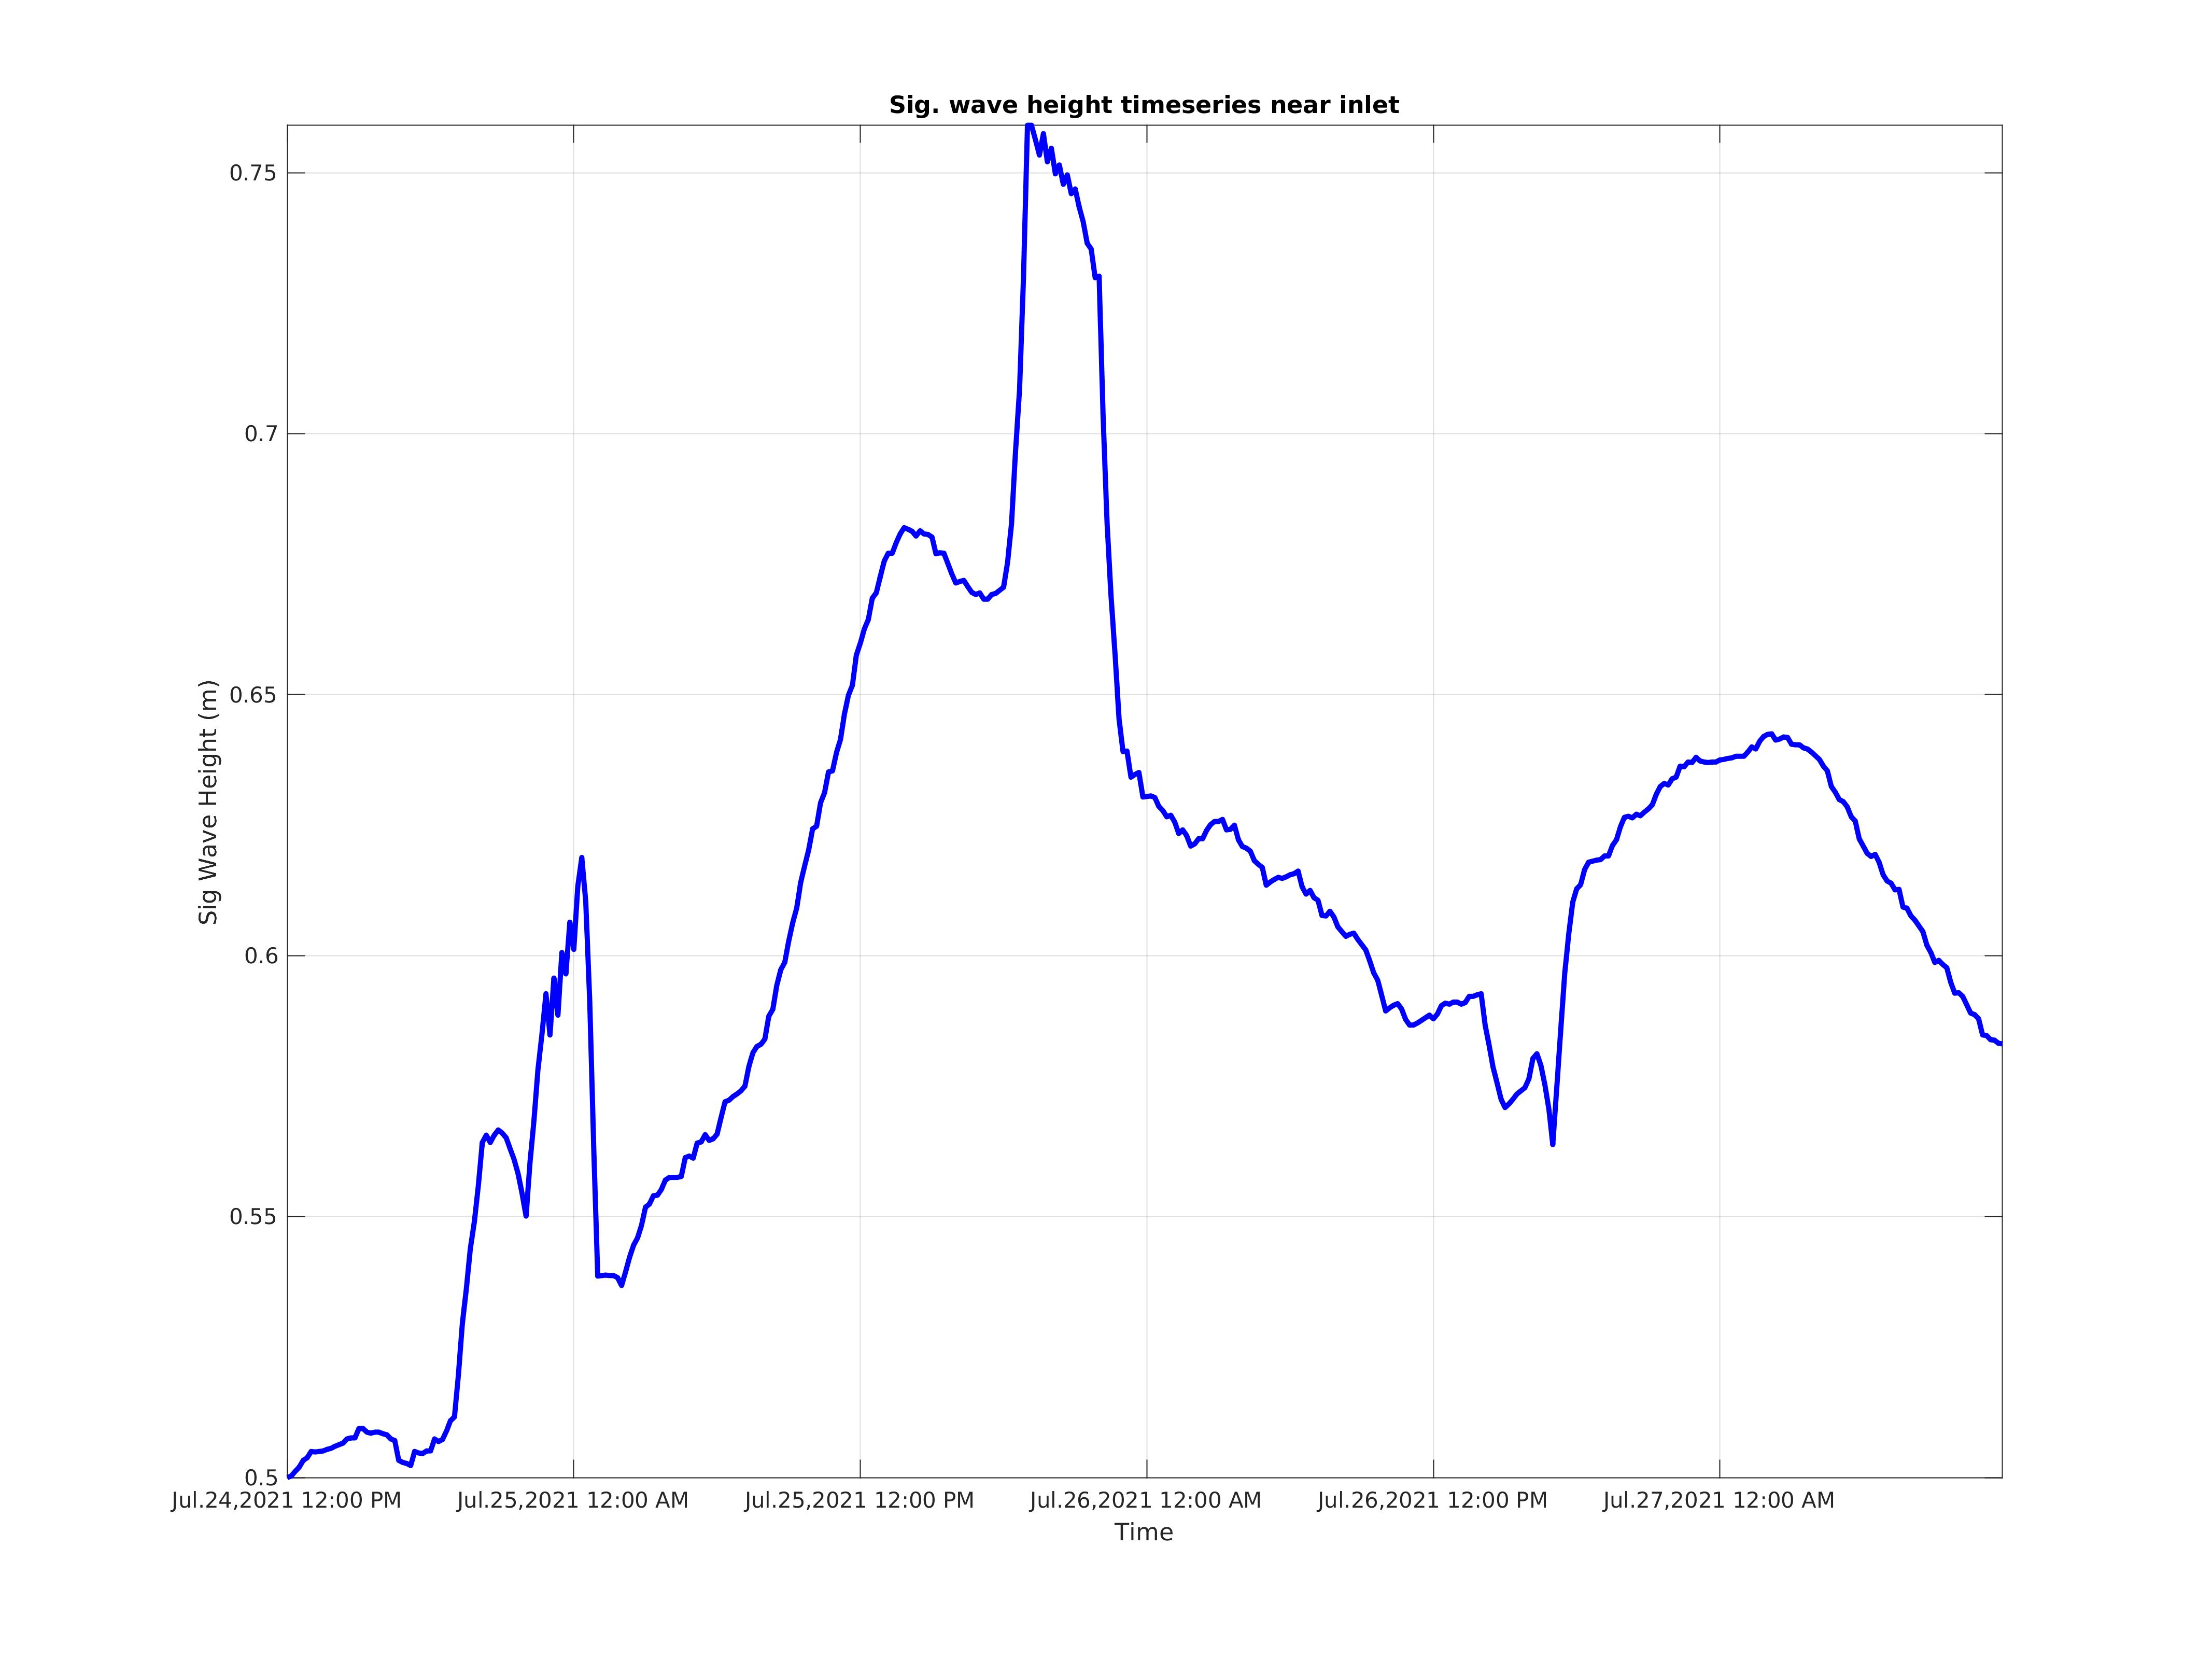 Sig. wave height timeseries near inlet
0.75
0.7
0.65
0.6
0.55
0.5
Sig Wave Height (m)
Jul.24,2021 12:00 PM Jul.25,2021 12:00 AM Jul.25,2021 12:00 PM Jul.26,2021 12:00 AM Jul.26,2021 12:00 PM Jul.27,2021 12:00 AM
Time